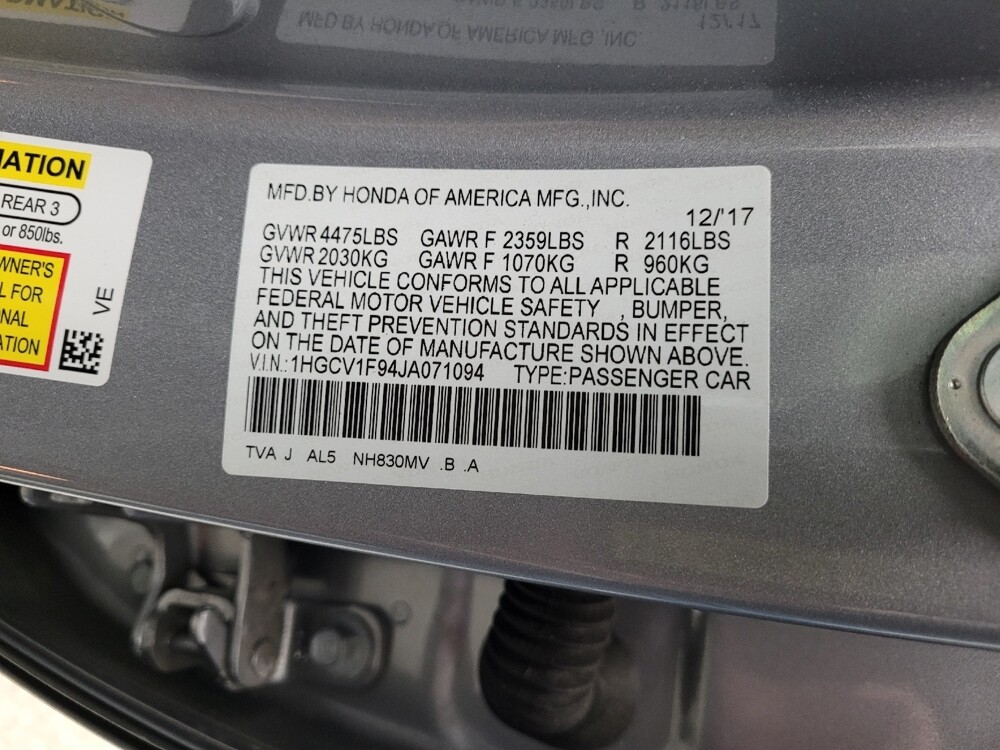 MFD.BY HONDA OF AMERICA MFG.,INC.
12/'17
GVWR 4475LBS GAWR F 2359LBS R 2116LBS
GVWR 2030KG GAWR F 1070KG R 960KG
THIS VEHICLE CONFORMS TO ALL APPLICABLE
FEDERAL MOTOR VEHICLE SAFETY , BUMPER,
AND THEFT PREVENTION STANDARDS IN EFFECT
ON THE DATE OF MANUFACTURE SHOWN ABOVE.
V.I.N.: 1HGCV1F94JA071094 TYPE:PASSENGER CAR
TVA J AL5 NH830MV .B .A
MATION
REAR 3
or 850lbs.
WNER'S
L FOR
NAL
ATION
VE
MFD BY HONDA OF AMERICA MFG.,INC.
12/17